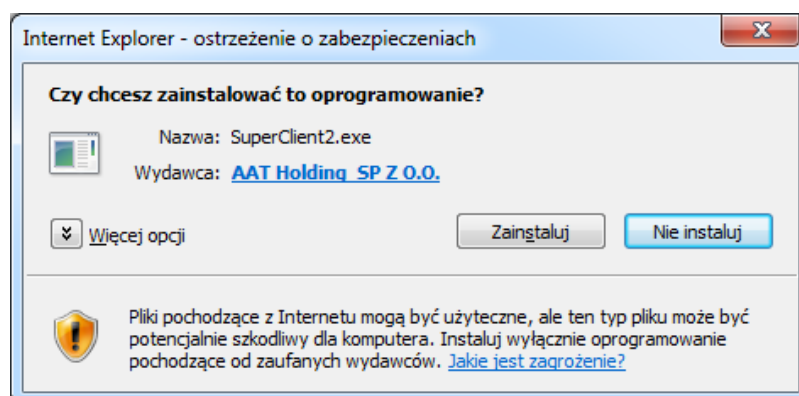 Internet Explorer - ostrzeżenie o zabezpieczeniach
Czy chcesz zainstalować to oprogramowanie?
Nazwa: SuperClient2.exe
Wydawca: AAT Holding SP Z O.O.
Więcej opcji
Zainstaluj
Nie instaluj
Pliki pochodzące z Internetu mogą być użyteczne, ale ten typ pliku może być
potencjalnie szkodliwy dla komputera. Instaluj wyłącznie oprogramowanie
pochodzące od zaufanych wydawców. Jakie jest zagrożenie?